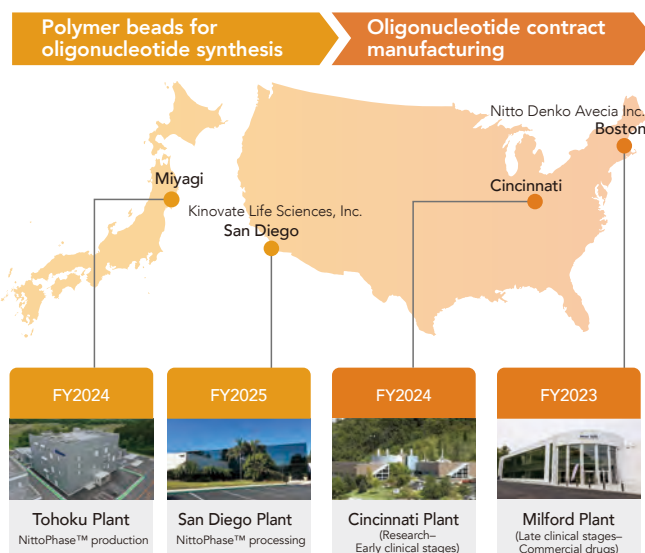 Polymer beads for
oligonucleotide synthesis
Oligonucleotide contract
manufacturing
Nitto Denko Avecia Inc.
Boston
Miyagi
Cincinnati
Kinovate Life Sciences, Inc.
San Diego
FY2024
FY2025
FY2024
FY2023
Tohoku Plant
NittoPhase™ production
San Diego Plant
NittoPhase™ processing
Cincinnati Plant
(Research–
Early clinical stages)
Milford Plant
(Late clinical stages–
Commercial drugs)